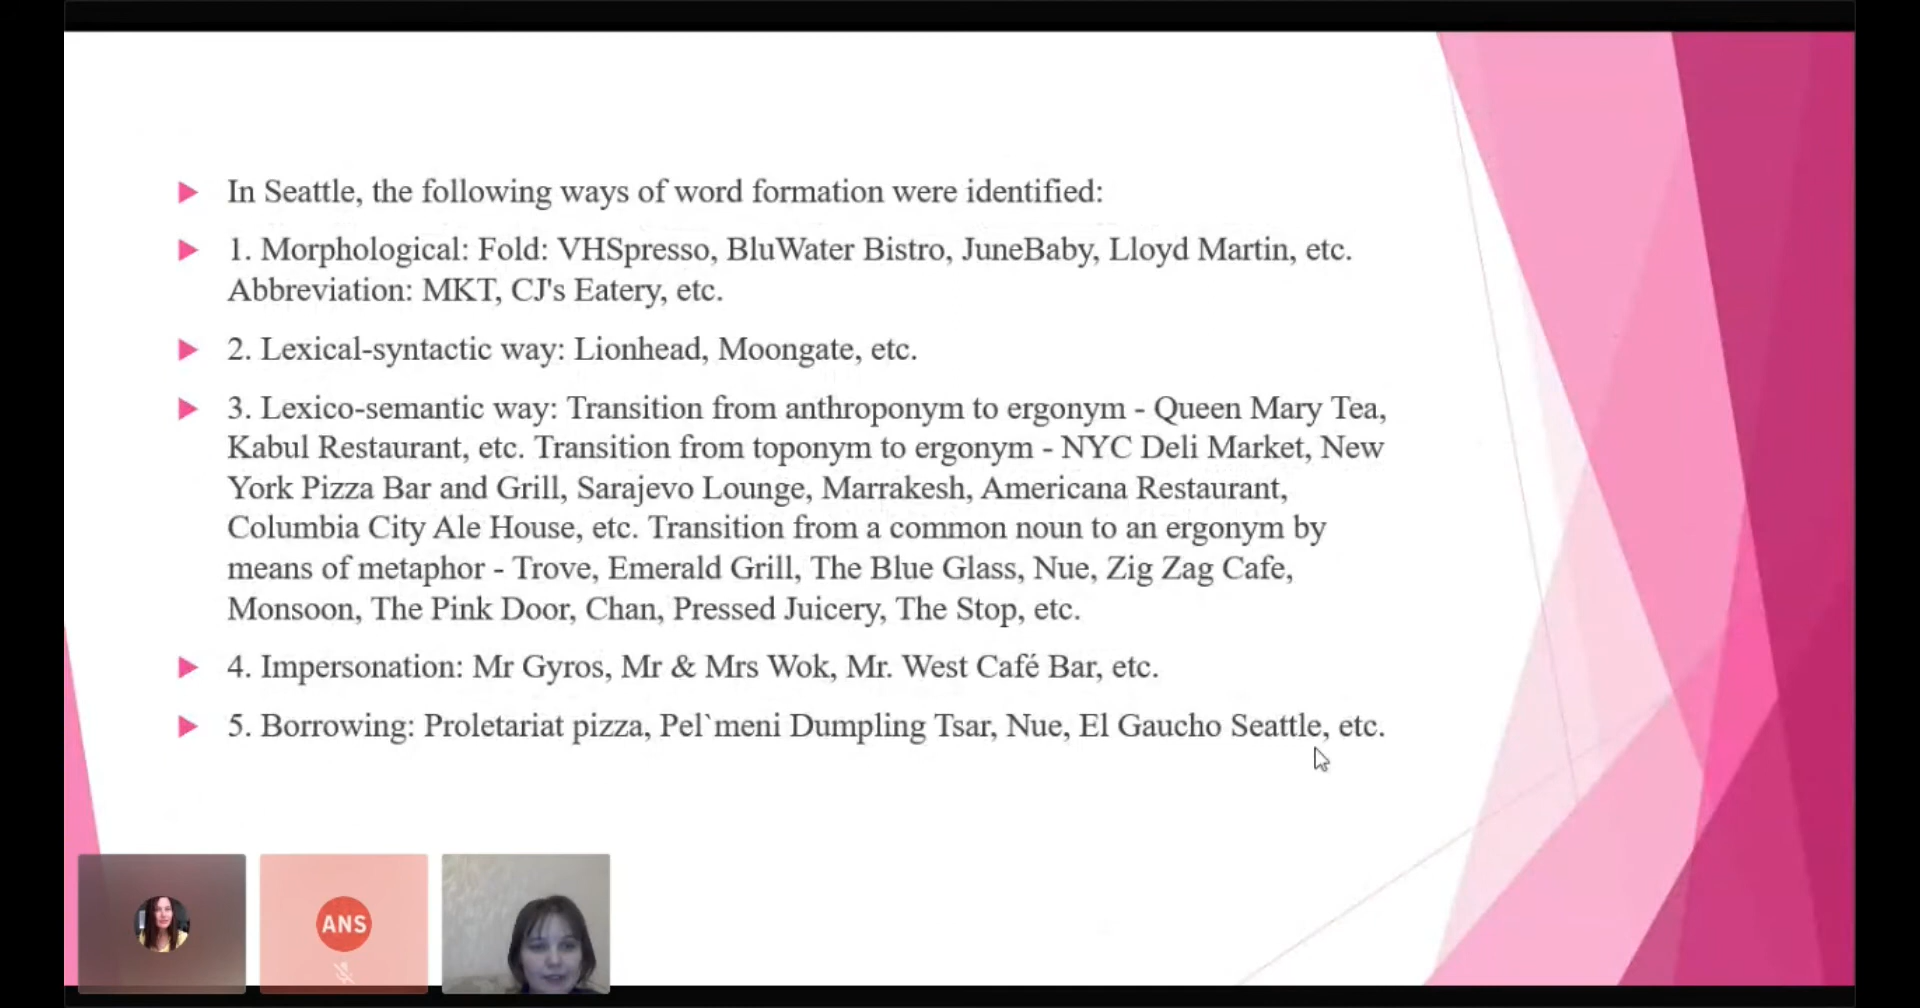 In Seattle, the following ways of word formation were identified:
1. Morphological: Fold: VHSpresso, BluWater Bistro, JuneBaby, Lloyd Martin, etc.
Abbreviation: MKT, CJ's Eatery, etc.
2. Lexical-syntactic way: Lionhead, Moongate, etc.
3. Lexico-semantic way: Transition from anthroponym to ergonym - Queen Mary Tea,
Kabul Restaurant, etc. Transition from toponym to ergonym - NYC Deli Market, New
York Pizza Bar and Grill, Sarajevo Lounge, Marrakesh, Americana Restaurant,
Columbia City Ale House, etc. Transition from a common noun to an ergonym by
means of metaphor - Trove, Emerald Grill, The Blue Glass, Nue, Zig Zag Cafe,
Monsoon, The Pink Door, Chan, Pressed Juicery, The Stop, etc.
4. Impersonation: Mr Gyros, Mr & Mrs Wok, Mr. West Café Bar, etc.
5. Borrowing: Proletariat pizza, Pel`meni Dumpling Tsar, Nue, El Gaucho Seattle, etc.
ANS